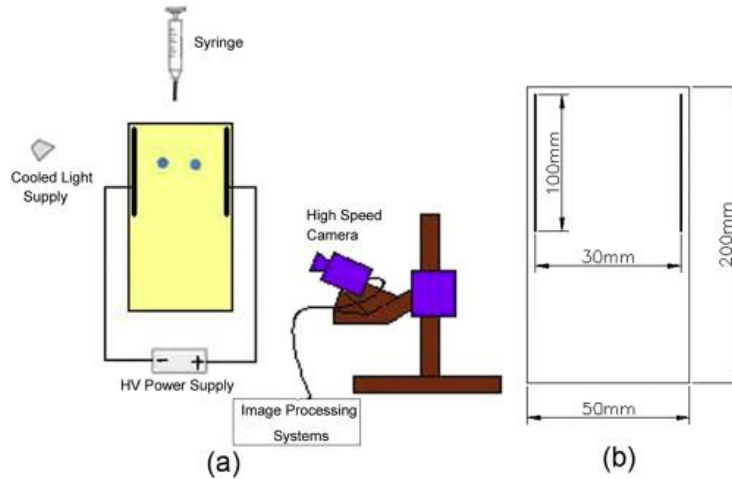 Syringe
Cooled Light
Supply
High Speed
Camera
− +
HV Power Supply
Image Processing
Systems
(a)
100mm
30mm
200mm
50mm
(b)